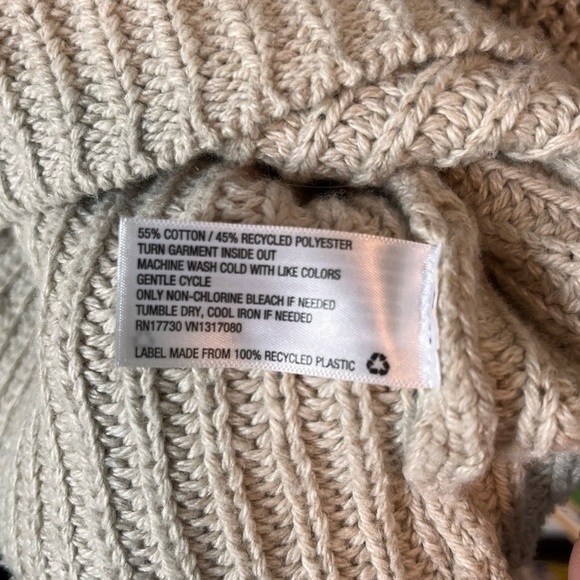 55% COTTON / 45% RECYCLED POLYESTER
TURN GARMENT INSIDE OUT
MACHINE WASH COLD WITH LIKE COLORS
GENTLE CYCLE
ONLY NON-CHLORINE BLEACH IF NEEDED
TUMBLE DRY, COOL IRON IF NEEDED
RN17730 VN1317080
LABEL MADE FROM 100% RECYCLED PLASTIC